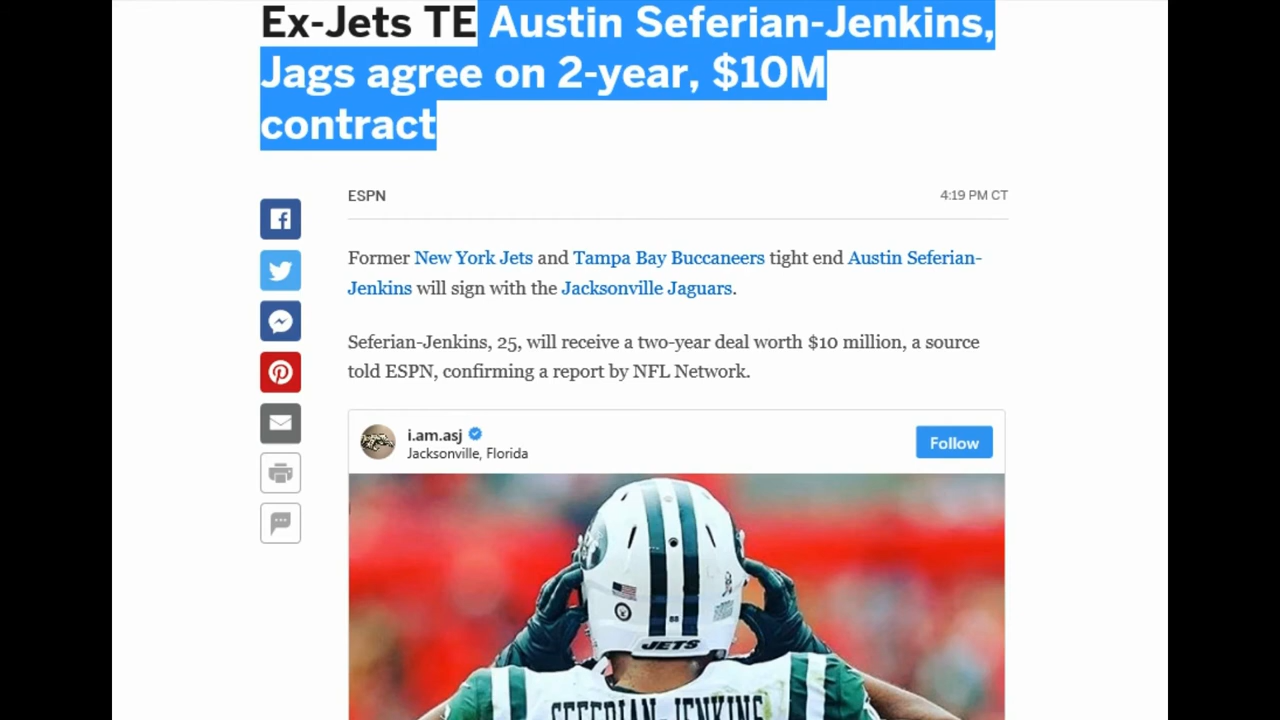 Ex-Jets TE Austin Seferian-Jenkins,
Jags agree on 2-year, $10M
contract
ESPN
4:19 PM CT
Former New York Jets and Tampa Bay Buccaneers tight end Austin Seferian-
Jenkins will sign with the Jacksonville Jaguars.
Seferian-Jenkins, 25, will receive a two-year deal worth $10 million, a source
told ESPN, confirming a report by NFL Network.
i.am.asj
Jacksonville, Florida
Follow
88
JETS
SEFERIAN-JENKINS